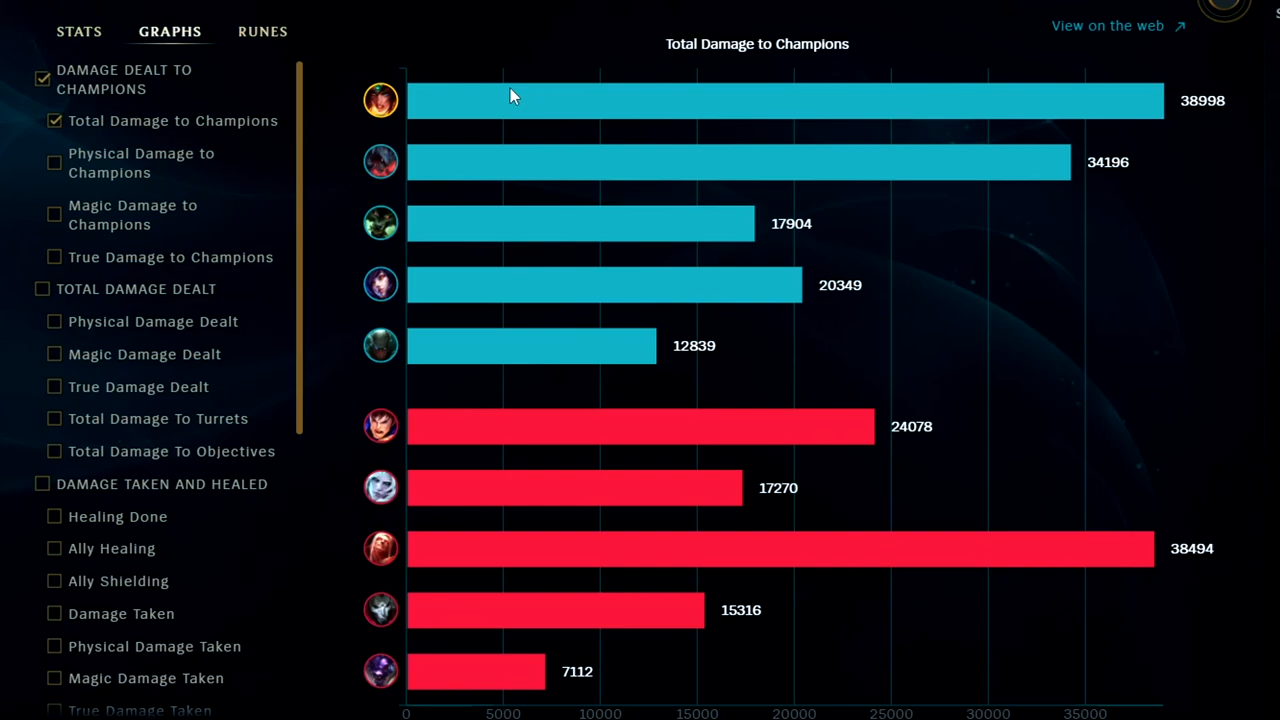 STATS
GRAPHS
RUNES
View on the web
DAMAGE DEALT TO
CHAMPIONS
Total Damage to Champions
Physical Damage to
Champions
Magic Damage to
Champions
True Damage to Champions
TOTAL DAMAGE DEALT
Physical Damage Dealt
Magic Damage Dealt
True Damage Dealt
Total Damage To Turrets
Total Damage To Objectives
DAMAGE TAKEN AND HEALED
Healing Done
Ally Healing
Ally Shielding
Damage Taken
Physical Damage Taken
Magic Damage Taken
True Damage Taken
Total Damage to Champions
38998
34196
17904
20349
12839
24078
17270
38494
15316
7112
0 5000 10000 15000 20000 25000 30000 35000